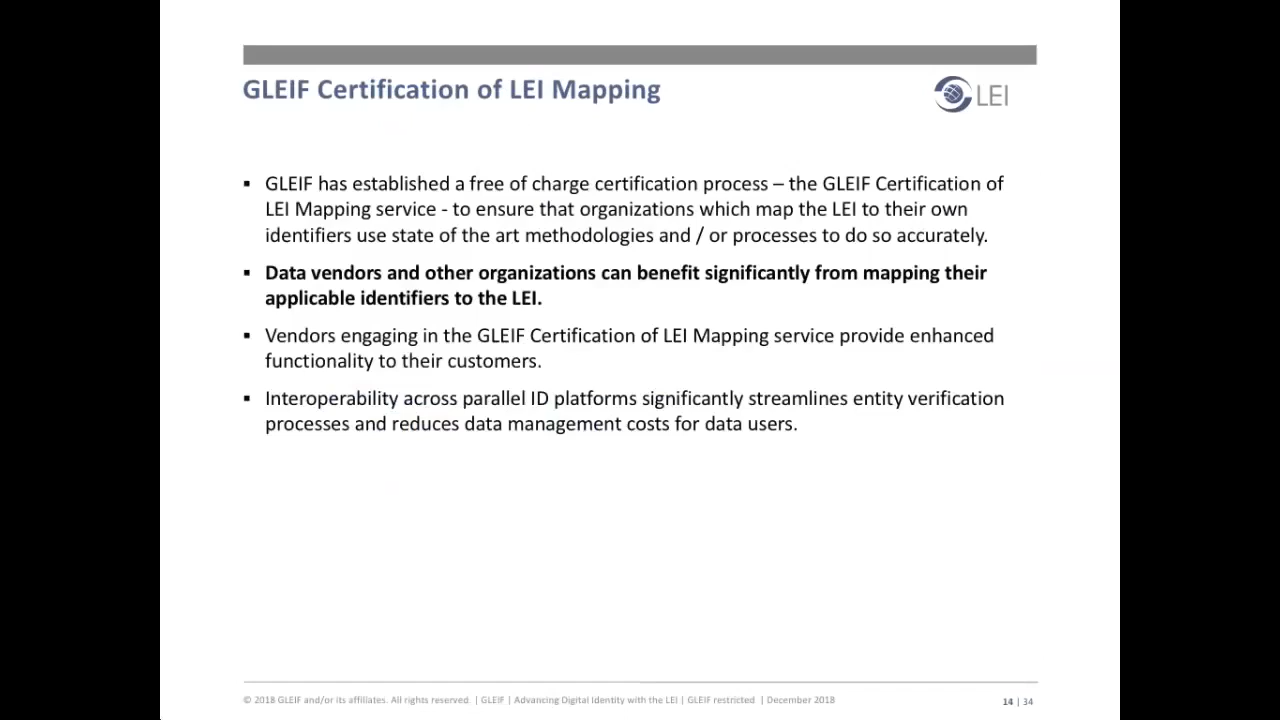 GLEIF Certification of LEI Mapping
LEI
▪ GLEIF has established a free of charge certification process – the GLEIF Certification of
LEI Mapping service - to ensure that organizations which map the LEI to their own
identifiers use state of the art methodologies and / or processes to do so accurately.
▪ Data vendors and other organizations can benefit significantly from mapping their
applicable identifiers to the LEI.
▪ Vendors engaging in the GLEIF Certification of LEI Mapping service provide enhanced
functionality to their customers.
▪ Interoperability across parallel ID platforms significantly streamlines entity verification
processes and reduces data management costs for data users.
© 2018 GLEIF and/or its affiliates. All rights reserved. | GLEIF | Advancing Digital Identity with the LEI | GLEIF restricted | December 2018
14 | 34